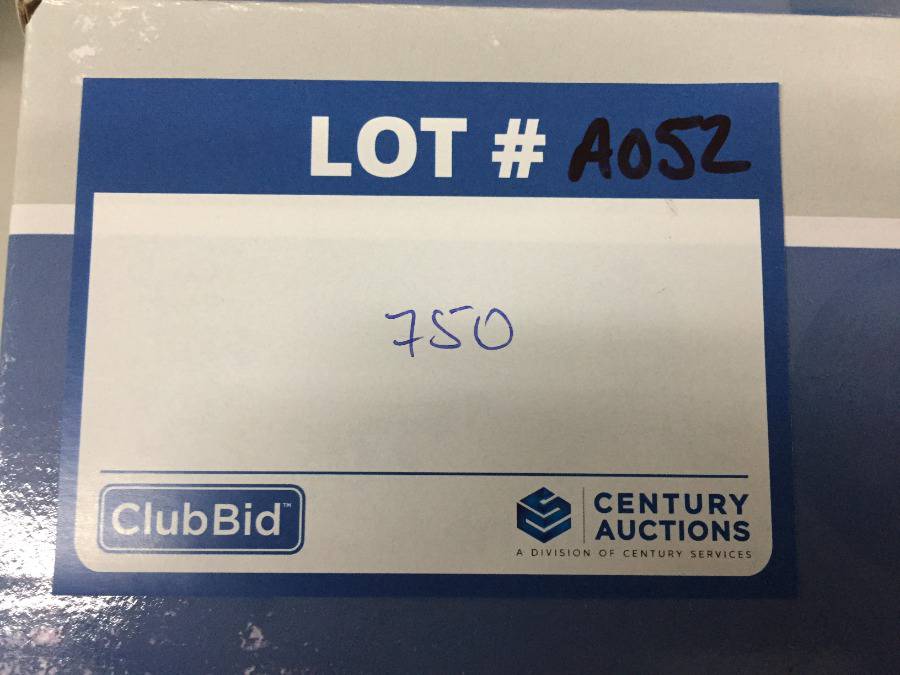 LOT # A052
750
ClubBid™
CENTURY
AUCTIONS
A DIVISION OF CENTURY SERVICES